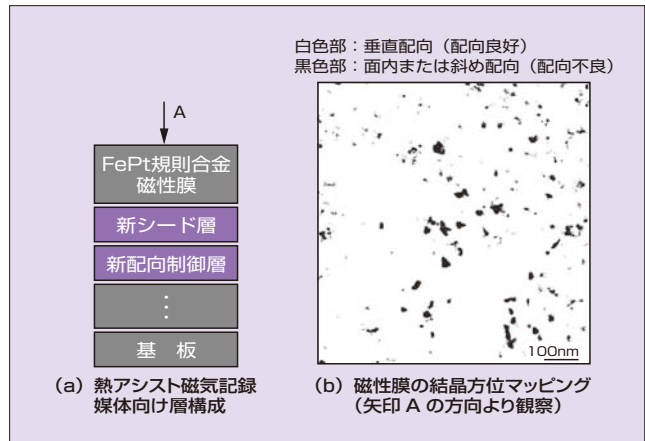 白色部：垂直配向（配向良好）
黒色部：面内または斜め配向（配向不良）
A
FePt規則合金
磁性膜
新シード層
新配向制御層
⋮
基　板
100nm
(a) 熱アシスト磁気記録
媒体向け層構成
(b) 磁性膜の結晶方位マッピング
（矢印 A の方向より観察）